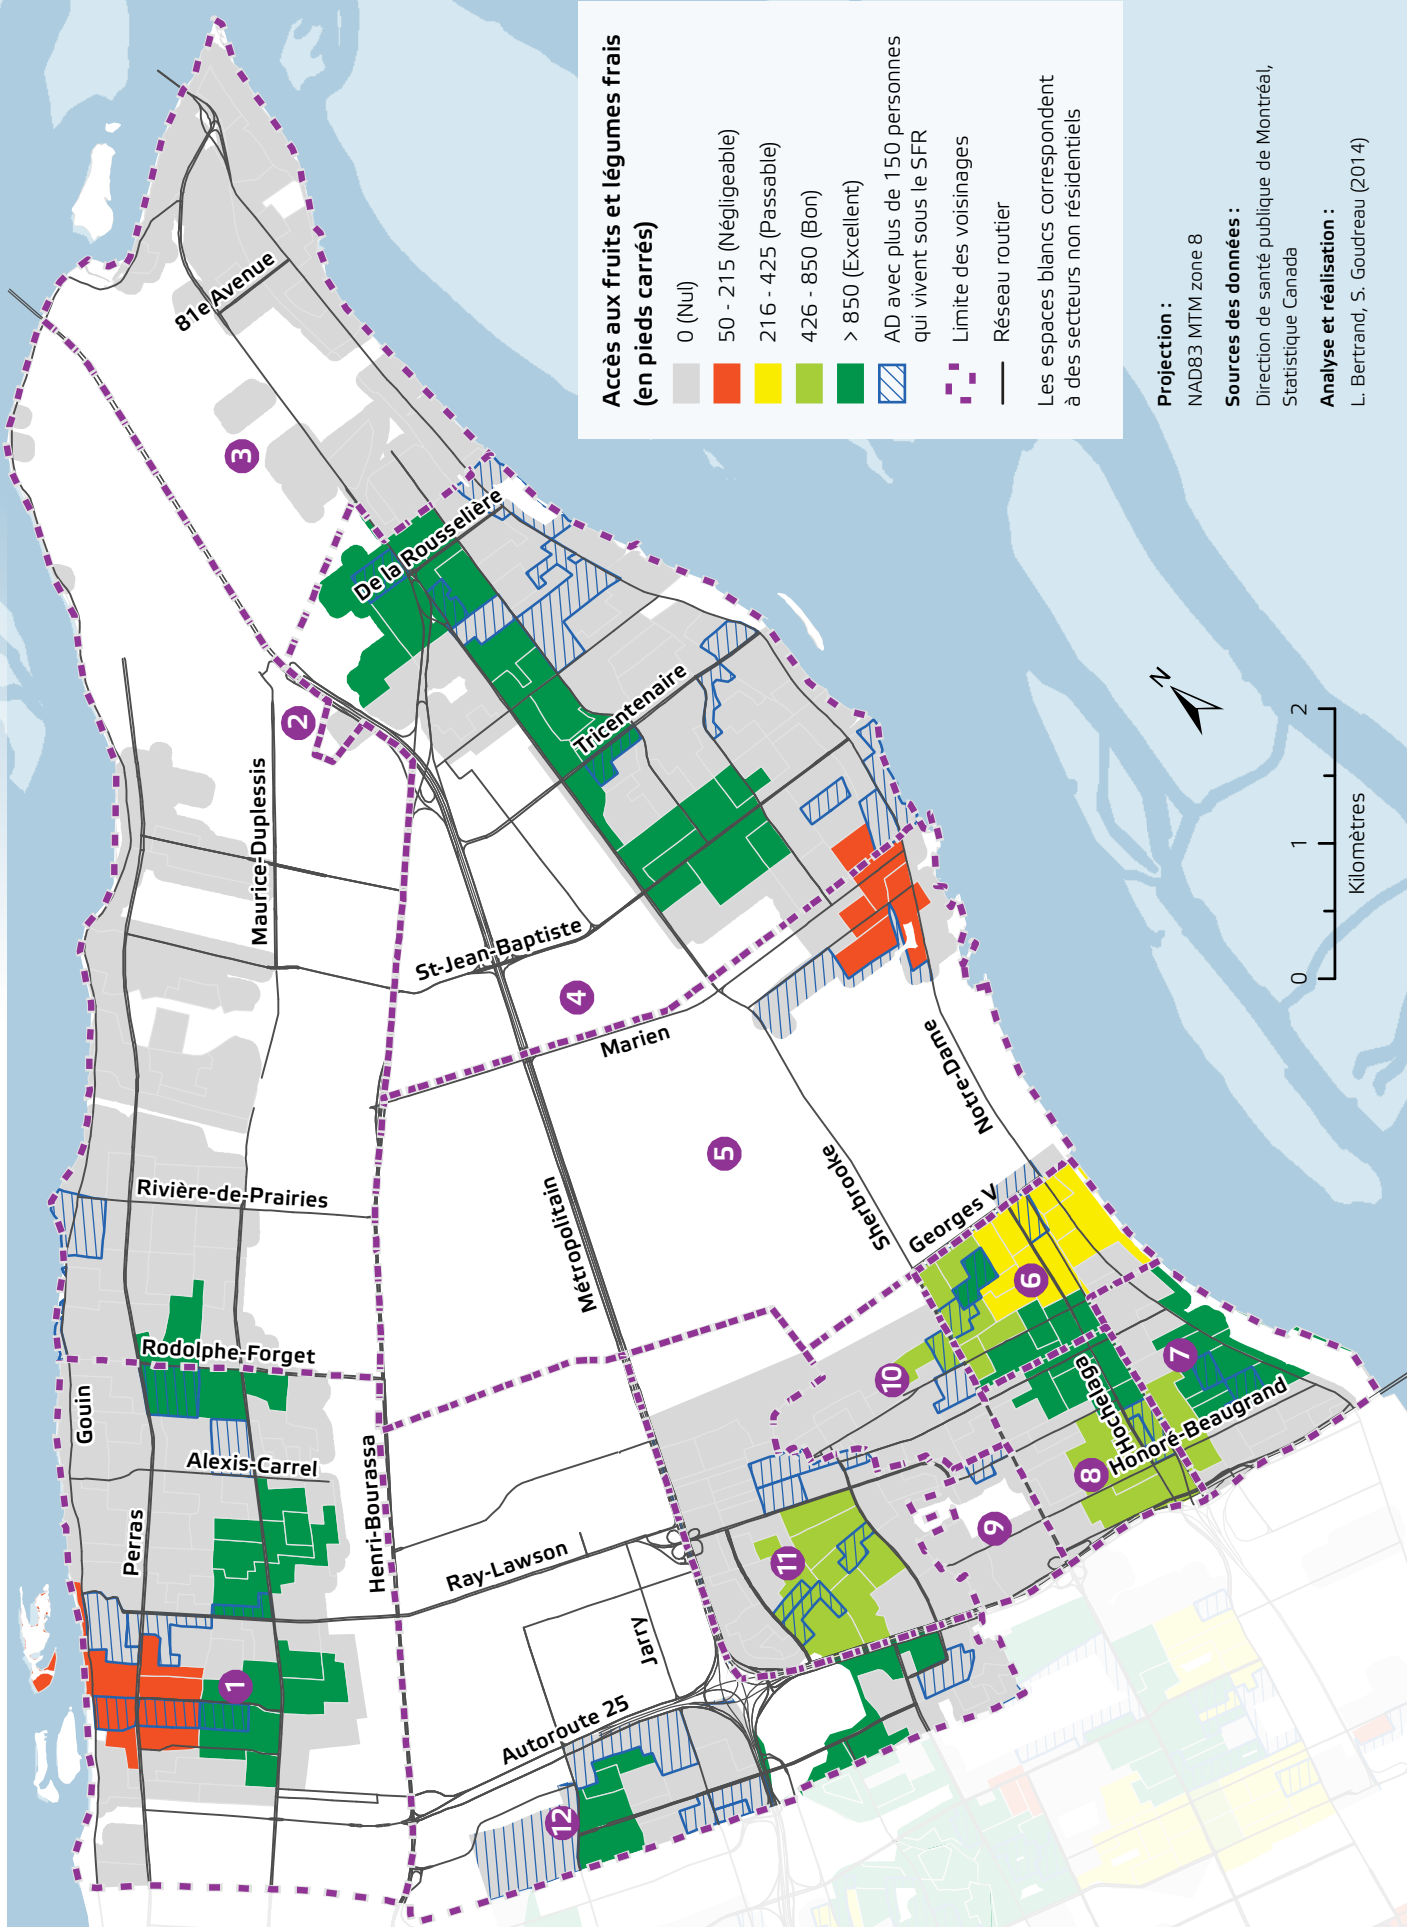 Accès aux fruits et légumes frais
(en pieds carrés)
0 (Nul)
50 - 215 (Négligeable)
216 - 425 (Passable)
426 - 850 (Bon)
> 850 (Excellent)
AD avec plus de 150 personnes
qui vivent sous le SFR
Limite des voisinages
Réseau routier
Les espaces blancs correspondent
à des secteurs non résidentiels
Projection :
NAD83 MTM zone 8
Sources des données :
Direction de santé publique de Montréal,
Statistique Canada
Analyse et réalisation :
L. Bertrand, S. Goudreau (2014)
N
0 1 2
Kilomètres
81e Avenue
De la Rousselière
Tricentenaire
Maurice-Duplessis
St-Jean-Baptiste
Marien
Notre-Dame
Sherbrooke
Georges V
Métropolitain
Rivière-de-Prairies
Rodolphe-Forget
Gouin
Alexis-Carrel
Perras
Henri-Bourassa
Ray-Lawson
Jarry
Autoroute 25
Hochelaga
Honoré-Beaugrand
1
2
3
4
5
6
7
8
9
10
11
12